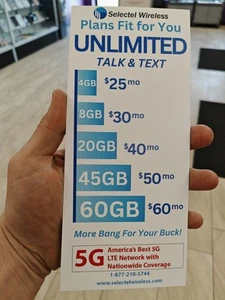 Selectel Wireless
Plans Fit for You
UNLIMITED
TALK & TEXT
4GB $25mo
8GB $30mo
20GB $40mo
45GB $50mo
60GB $60mo
More Bang For Your Buck!
5G America's Best 5G
LTE Network with
Nationwide Coverage
1-877-218-5744
www.selectelwireless.com